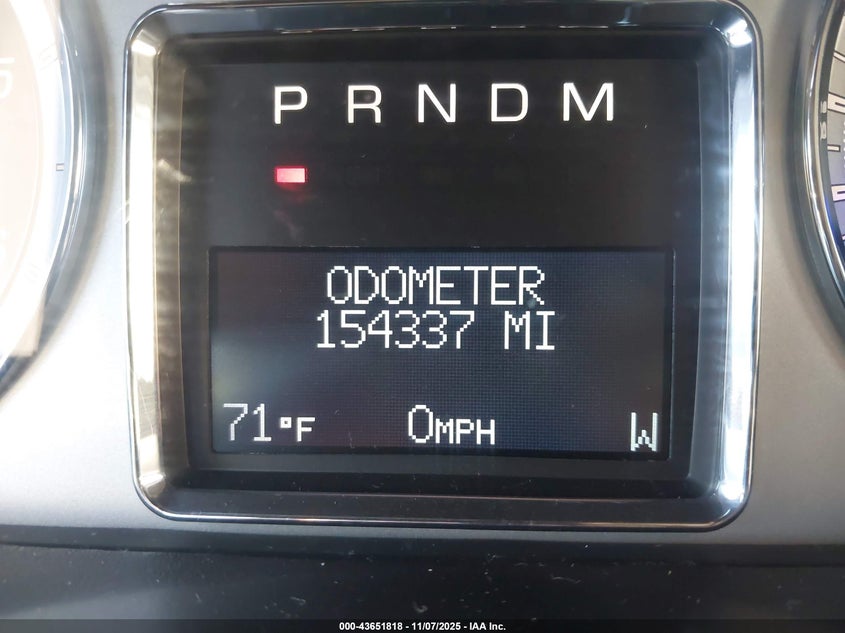 P R N D M
ODOMETER
154337 MI
71°F 0MPH W
000-43651818 - 11/07/2025 - IAA Inc.